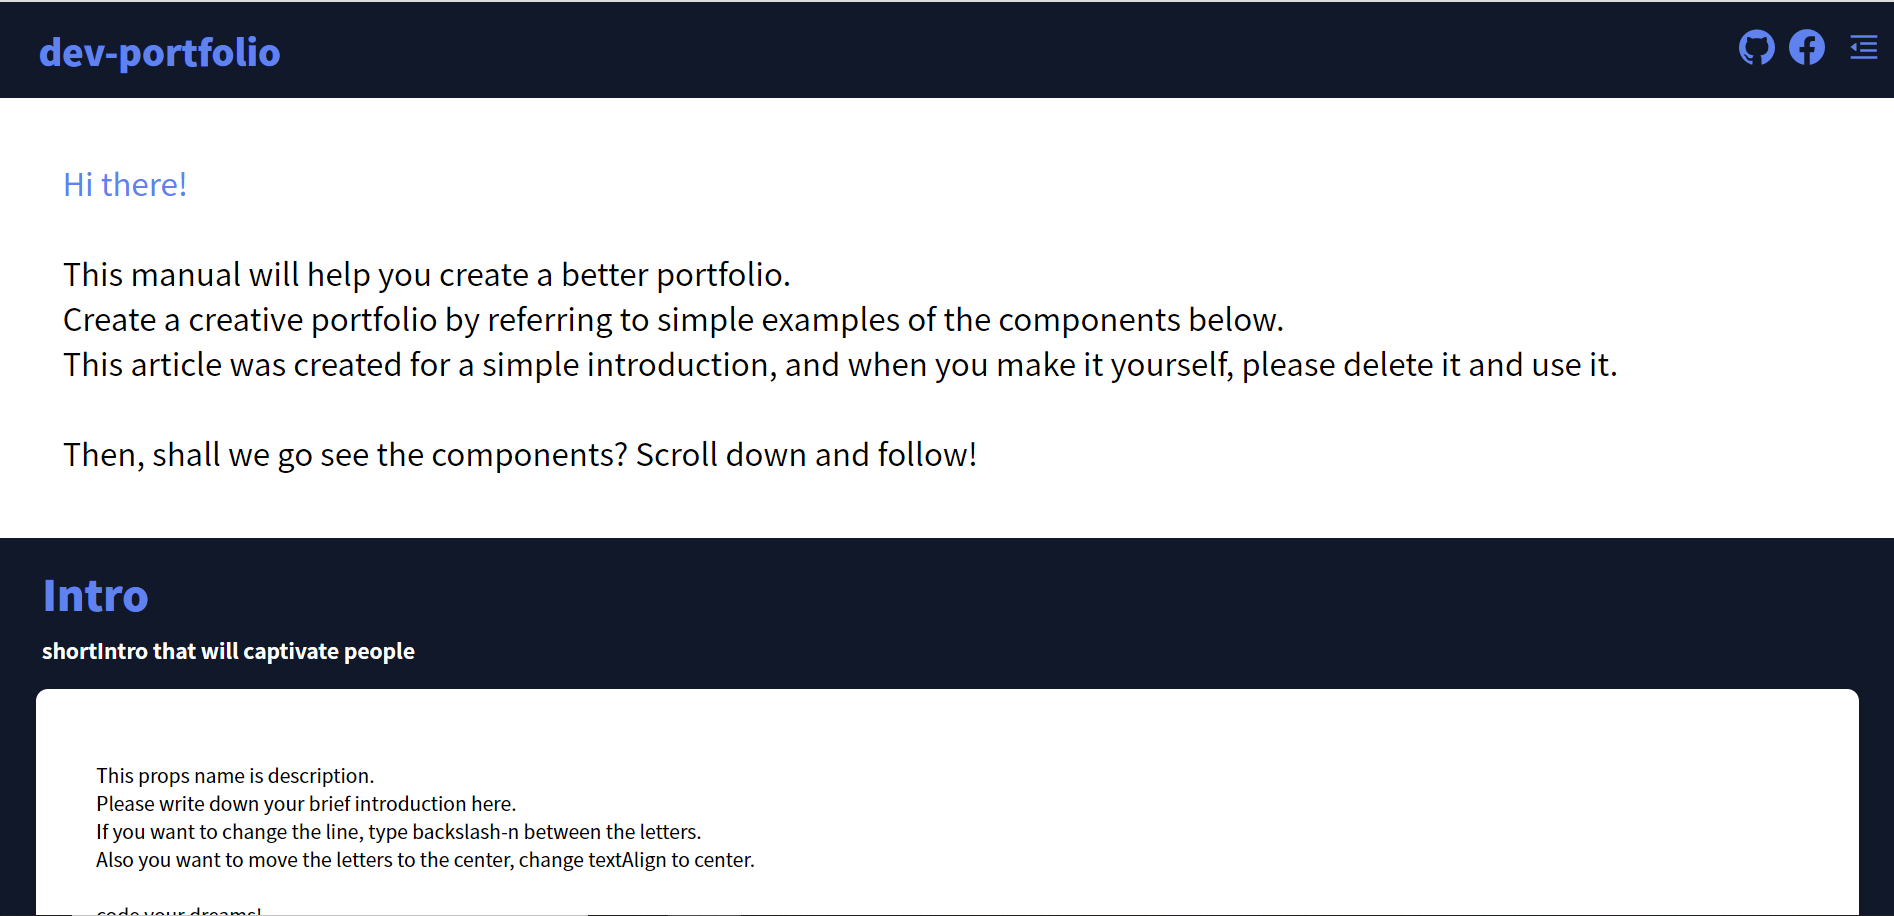 dev-portfolio
Hi there!
This manual will help you create a better portfolio.
Create a creative portfolio by referring to simple examples of the components below.
This article was created for a simple introduction, and when you make it yourself, please delete it and use it.
Then, shall we go see the components? Scroll down and follow!
Intro
shortIntro that will captivate people
This props name is description.
Please write down your brief introduction here.
If you want to change the line, type backslash-n between the letters.
Also you want to move the letters to the center, change textAlign to center.
code your dreams!